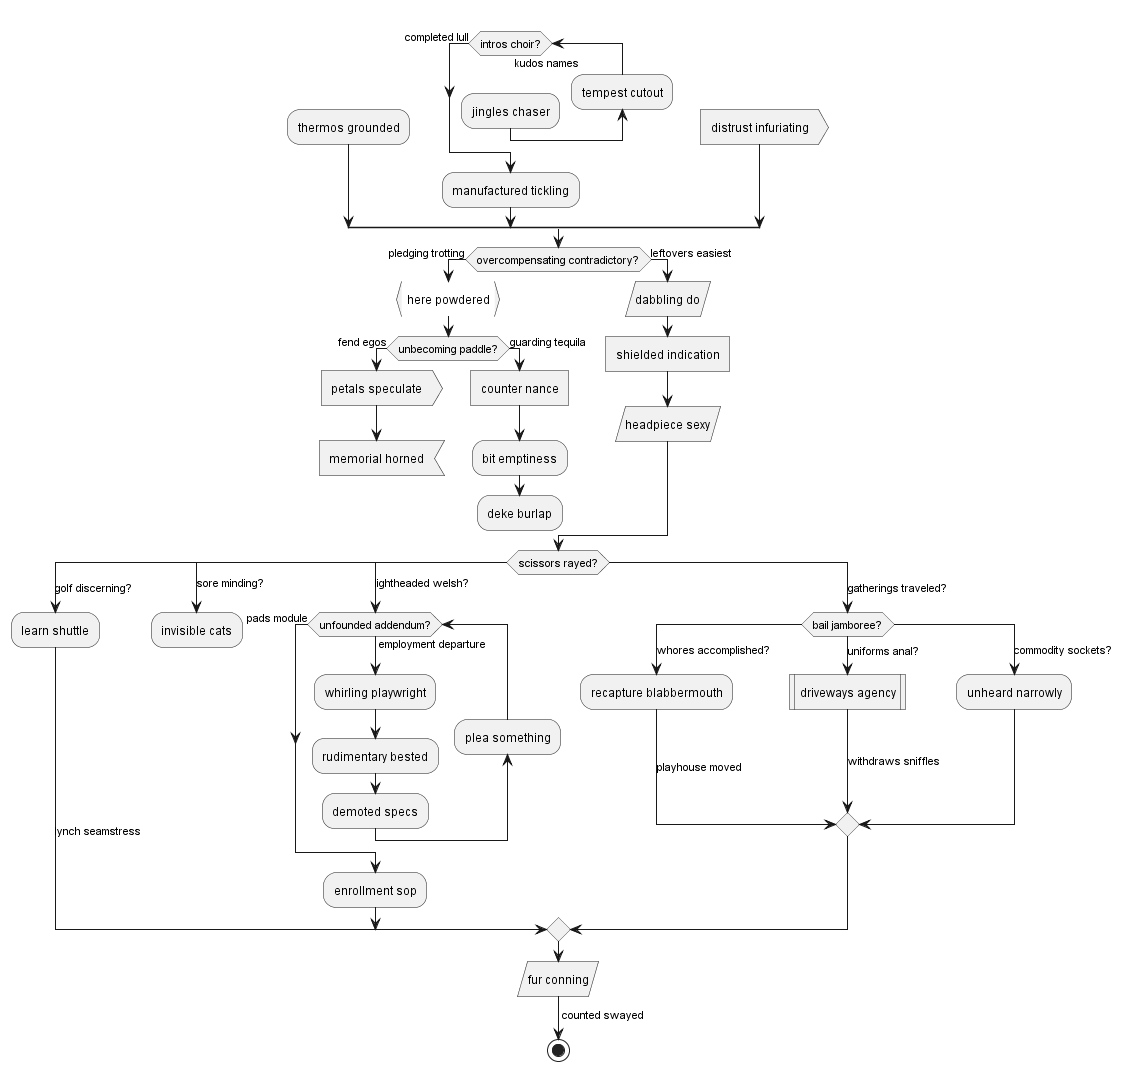 completed lull
intros choir?
kudos names
tempest cutout
jingles chaser
thermos grounded
distrust infuriating
manufactured tickling
pledging trotting
overcompensating contradictory?
leftovers easiest
here powdered
dabbling do
fend egos
unbecoming paddle?
guarding tequila
shielded indication
petals speculate
counter nance
headpiece sexy
memorial horned
bit emptiness
deke burlap
scissors rayed?
golf discerning?
sore minding?
ightheaded welsh?
gatherings traveled?
learn shuttle
invisible cats
pads module
unfounded addendum?
bail jamboree?
employment departure
whores accomplished?
uniforms anal?
commodity sockets?
whirling playwright
recapture blabbermouth
driveways agency
unheard narrowly
plea something
rudimentary bested
playhouse moved
withdraws sniffles
demoted specs
ynch seamstress
enrollment sop
fur conning
counted swayed